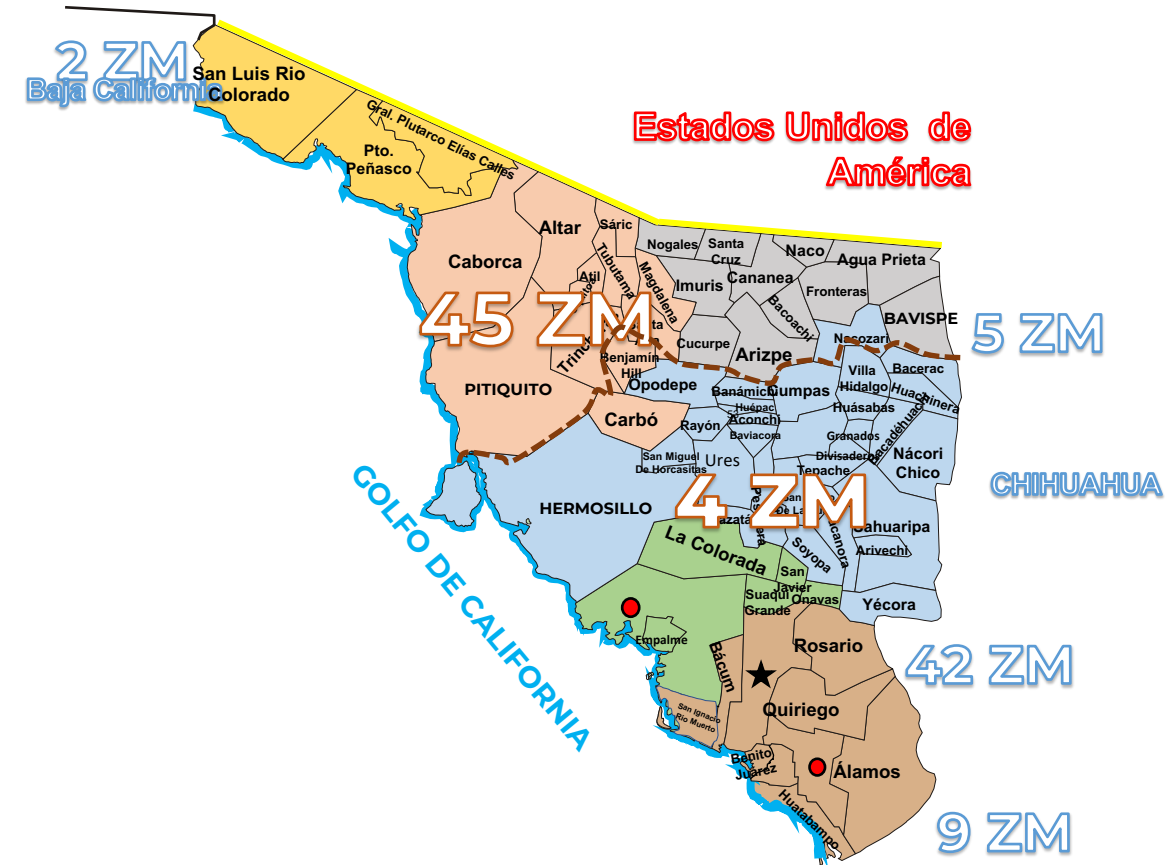 2 ZM
Baja California
San Luis Rio
Colorado
Gral. Plutarco Elías Calles
Pto.
Peñasco
Estados Unidos de
América
Altar
Sáric
Caborca
Atil
Tubutama
Magdalena
Nogales
Santa
Cruz
Naco
Agua Prieta
Imuris
Cananea
Fronteras
Bacoachi
BAVISPE
45 ZM
5 ZM
Cucurpe
Arizpe
Nacozari
PITIQUITO
Benjamín
Hill
Opodepe
Banámichi
Cumpas
Villa
Hidalgo
Bacerac
Huachinera
Carbó
Rayón
Huépac
Aconchi
Baviacora
Huásabas
Granados
Bacadéhuachi
Divisadero
Nácori
Chico
San Miguel
De Horcasitas
Ures
Tepache
4 ZM
CHIHUAHUA
HERMOSILLO
Sahuaripa
Arivechi
Soyopa
La Colorada
San
Javier
Onavas
Suaqui
Grande
Yécora
GOLFO DE CALIFORNIA
Empalme
Bácum
Rosario
42 ZM
Quiriego
San Ignacio
Rio Muerto
Benito
Juárez
Álamos
Huatabampo
9 ZM